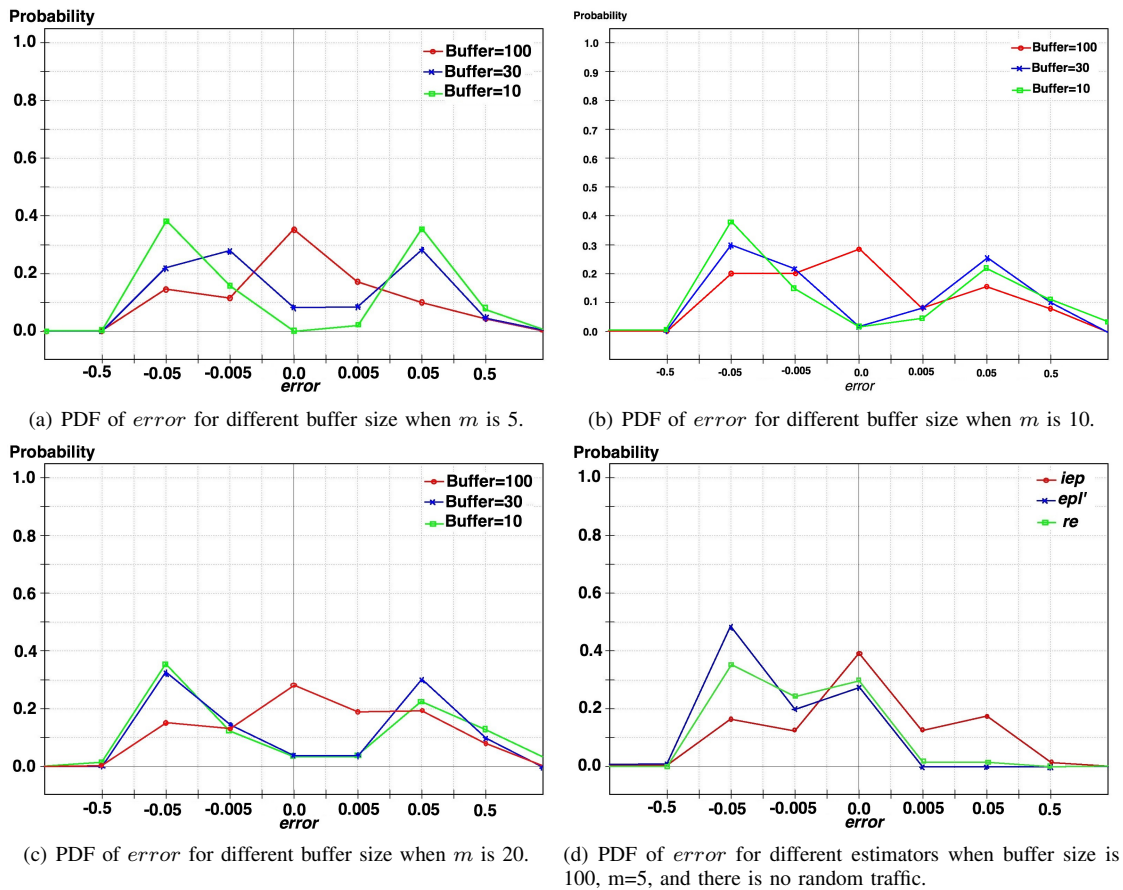 Probability
1.0
0.8
0.6
0.4
0.2
0.0
Buffer=100
Buffer=30
Buffer=10
-0.5 -0.05 -0.005 0.0 0.005 0.05 0.5
error
(a) PDF of error for different buffer size when m is 5.
Probability
1.0
0.9
0.8
0.7
0.6
0.5
0.4
0.3
0.2
0.1
0.0
Buffer=100
Buffer=30
Buffer=10
-0.5 -0.05 -0.005 0.0 0.005 0.05 0.5
error
(b) PDF of error for different buffer size when m is 10.
Probability
1.0
0.8
0.6
0.4
0.2
0.0
Buffer=100
Buffer=30
Buffer=10
-0.5 -0.05 -0.005 0.0 0.005 0.05 0.5
error
(c) PDF of error for different buffer size when m is 20.
Probability
1.0
0.8
0.6
0.4
0.2
0.0
iep
epl'
re
-0.5 -0.05 -0.005 0.0 0.005 0.05 0.5
error
(d) PDF of error for different estimators when buffer size is
100, m=5, and there is no random traffic.